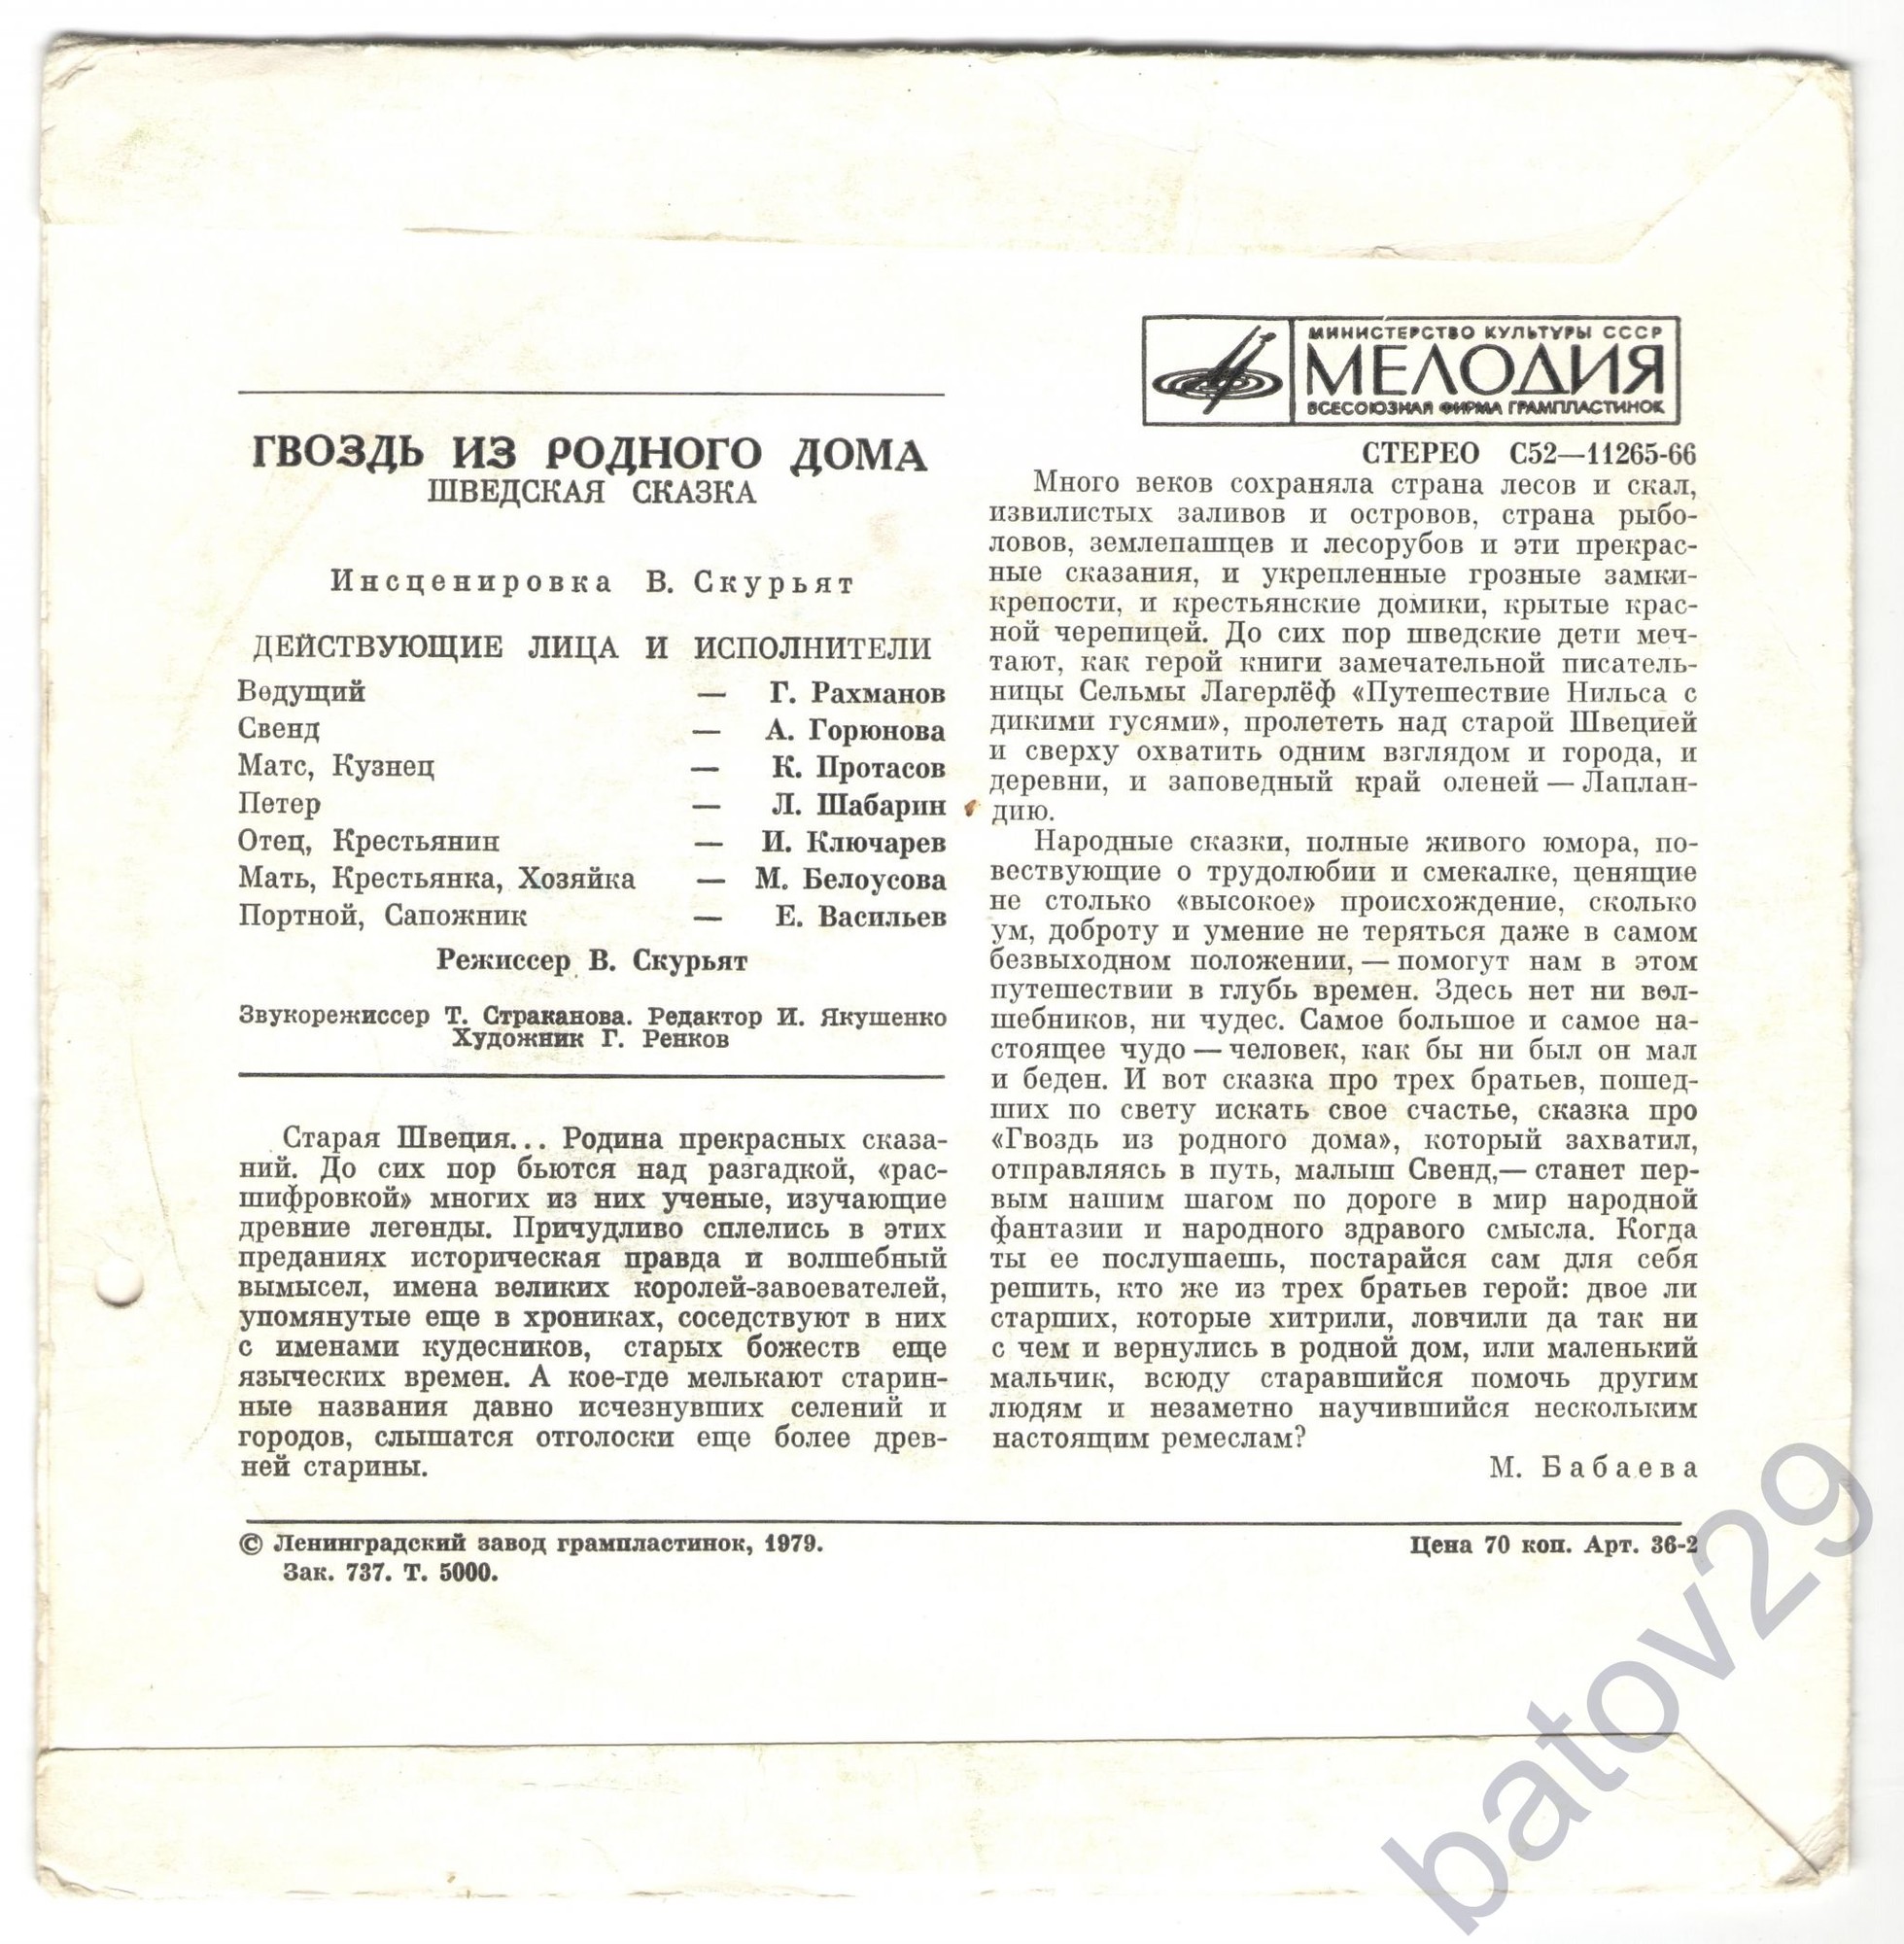 ГВОЗДЬ ИЗ РОДНОГО ДОМА
ШВЕДСКАЯ СКАЗКА
Инсценировка В. Скурьят
ДЕЙСТВУЮЩИЕ ЛИЦА И ИСПОЛНИТЕЛИ
Ведущий — Г. Рахманов
Свенд — А. Горюнова
Матс, Кузнец — К. Протасов
Петер — Л. Шабарин
Отец, Крестьянин — И. Ключарев
Мать, Крестьянка, Хозяйка — М. Белоусова
Портной, Сапожник — Е. Васильев
Режиссер В. Скурьят
Звукорежиссер Т. Страканова. Редактор И. Якушенко
Художник Г. Ренков
Старая Швеция... Родина прекрасных сказа-
ний. До сих пор бьются над разгадкой, «рас-
шифровкой» многих из них ученые, изучающие
древние легенды. Причудливо сплелись в этих
преданиях историческая правда и волшебный
вымысел, имена великих королей-завоевателей,
упомянутые еще в хрониках, соседствуют в них
с именами кудесников, старых божеств еще
языческих времен. А кое-где мелькают старин-
ные названия давно исчезнувших селений и
городов, слышатся отголоски еще более древ-
ней старины.
МИНИСТЕРСТВО КУЛЬТУРЫ СССР
МЕЛОДИЯ
ВСЕСОЮЗНАЯ ФИРМА ГРАМПЛАСТИНОК
СТЕРЕО С52—11265-66
Много веков сохраняла страна лесов и скал,
извилистых заливов и островов, страна рыбо-
ловов, землепашцев и лесорубов и эти прекрас-
ные сказания, и укрепленные грозные замки-
крепости, и крестьянские домики, крытые крас-
ной черепицей. До сих пор шведские дети меч-
тают, как герой книги замечательной писатель-
ницы Сельмы Лагерлёф «Путешествие Нильса с
дикими гусями», пролететь над старой Швецией
и сверху охватить одним взглядом и города, и
деревни, и заповедный край оленей — Лаплан-
дию.
Народные сказки, полные живого юмора, по-
вествующие о трудолюбии и смекалке, ценящие
не столько «высокое» происхождение, сколько
ум, доброту и умение не теряться даже в самом
безвыходном положении, — помогут нам в этом
путешествии в глубь времен. Здесь нет ни вол-
шебников, ни чудес. Самое большое и самое на-
стоящее чудо — человек, как бы ни был он мал
и беден. И вот сказка про трех братьев, пошед-
ших по свету искать свое счастье, сказка про
«Гвоздь из родного дома», который захватил,
отправляясь в путь, малыш Свенд,— станет пер-
вым нашим шагом по дороге в мир народной
фантазии и народного здравого смысла. Когда
ты ее послушаешь, постарайся сам для себя
решить, кто же из трех братьев герой: двое ли
старших, которые хитрили, ловчили да так ни
с чем и вернулись в родной дом, или маленький
мальчик, всюду старавшийся помочь другим
людям и незаметно научившийся нескольким
настоящим ремеслам?
М. Бабаева
© Ленинградский завод грампластинок, 1979.
Зак. 737. Т. 5000.
Цена 70 коп. Арт. 36-2
batov29